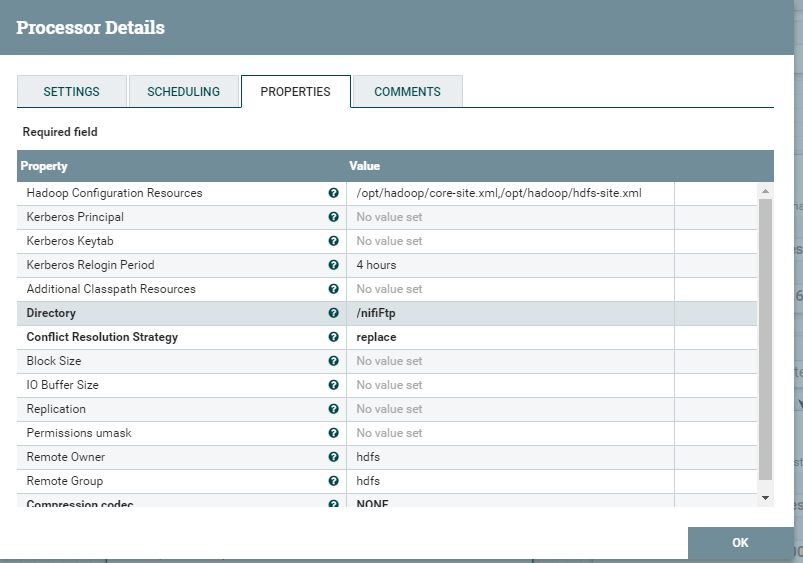 Processor Details
SETTINGS SCHEDULING PROPERTIES COMMENTS
Required field
Property Value
Hadoop Configuration Resources /opt/hadoop/core-site.xml,/opt/hadoop/hdfs-site.xml
Kerberos Principal No value set
Kerberos Keytab No value set
Kerberos Relogin Period 4 hours
Additional Classpath Resources No value set
Directory /nifiFtp
Conflict Resolution Strategy replace
Block Size No value set
IO Buffer Size No value set
Replication No value set
Permissions umask No value set
Remote Owner hdfs
Remote Group hdfs
Compression codec NONE
OK